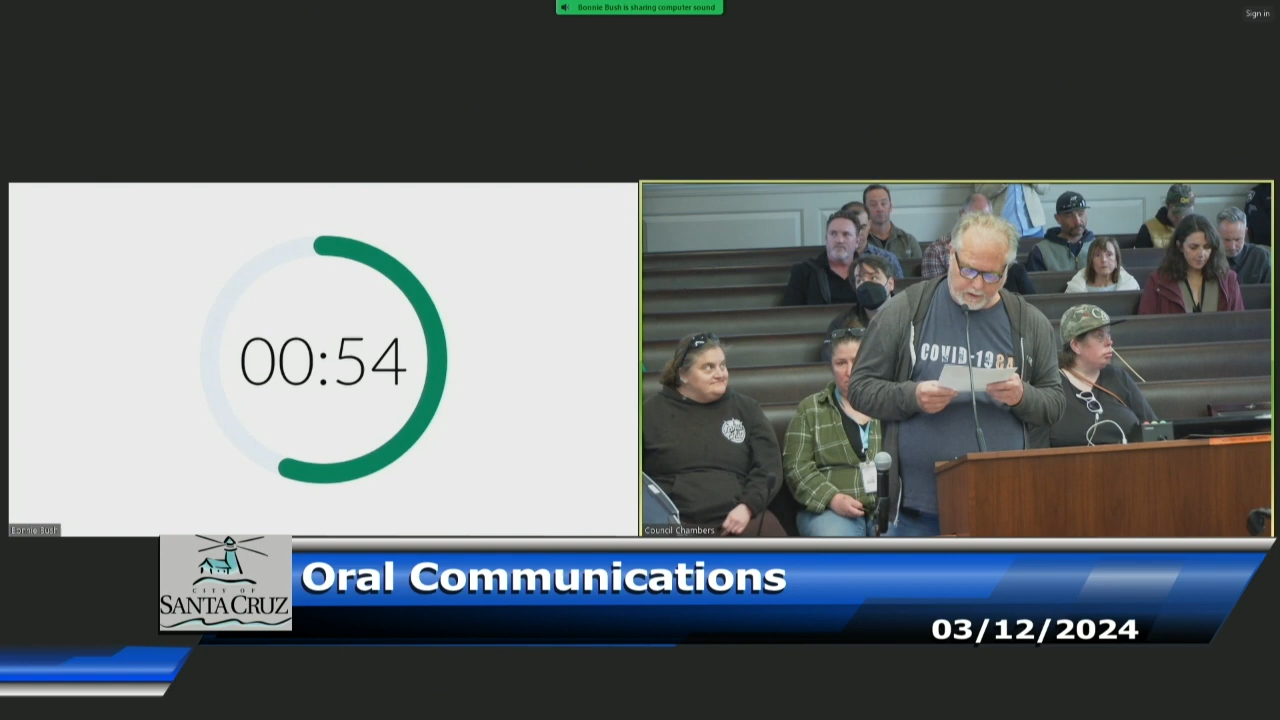 Bonnie Bush is sharing computer sound
Sign in
00:54
COVID-1984
Bonnie Bush
Council Chambers
CITY OF
SANTA CRUZ
Oral Communications
03/12/2024